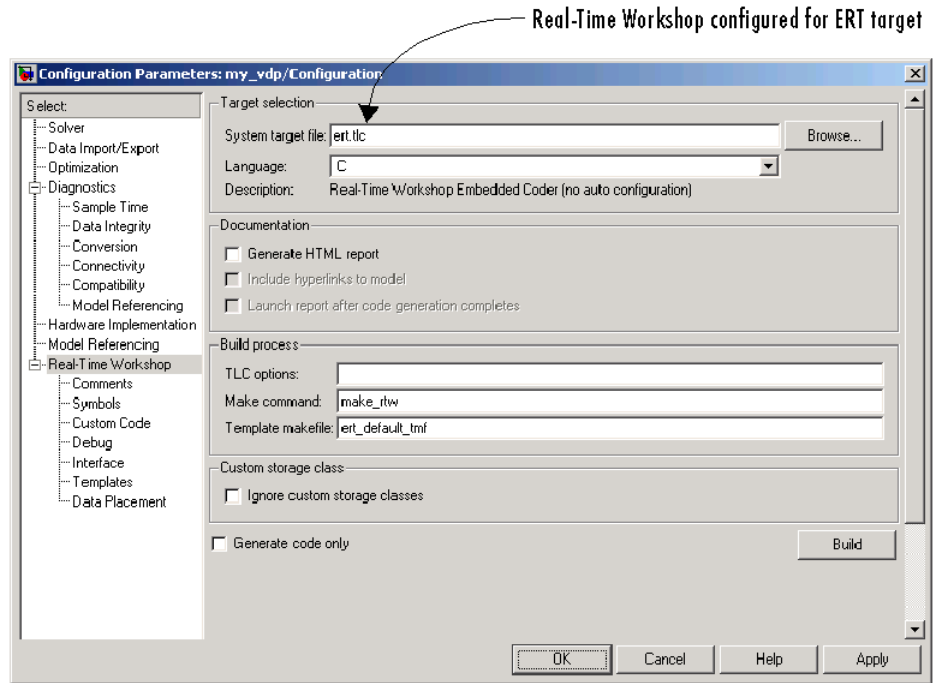 Real-Time Workshop configured for ERT target
Configuration Parameters: my_vdp/Configuration
Select:
Solver
Data Import/Export
Optimization
Diagnostics
Sample Time
Data Integrity
Conversion
Connectivity
Compatibility
Model Referencing
Hardware Implementation
Model Referencing
Real-Time Workshop
Comments
Symbols
Custom Code
Debug
Interface
Templates
Data Placement
Target selection
System target file: ert.tlc Browse...
Language: C
Description: Real-Time Workshop Embedded Coder (no auto configuration)
Documentation
Generate HTML report
Include hyperlinks to model
Launch report after code generation completes
Build process
TLC options:
Make command: make_rtw
Template makefile: ert_default_tmf
Custom storage class
Ignore custom storage classes
Generate code only Build
OK Cancel Help Apply